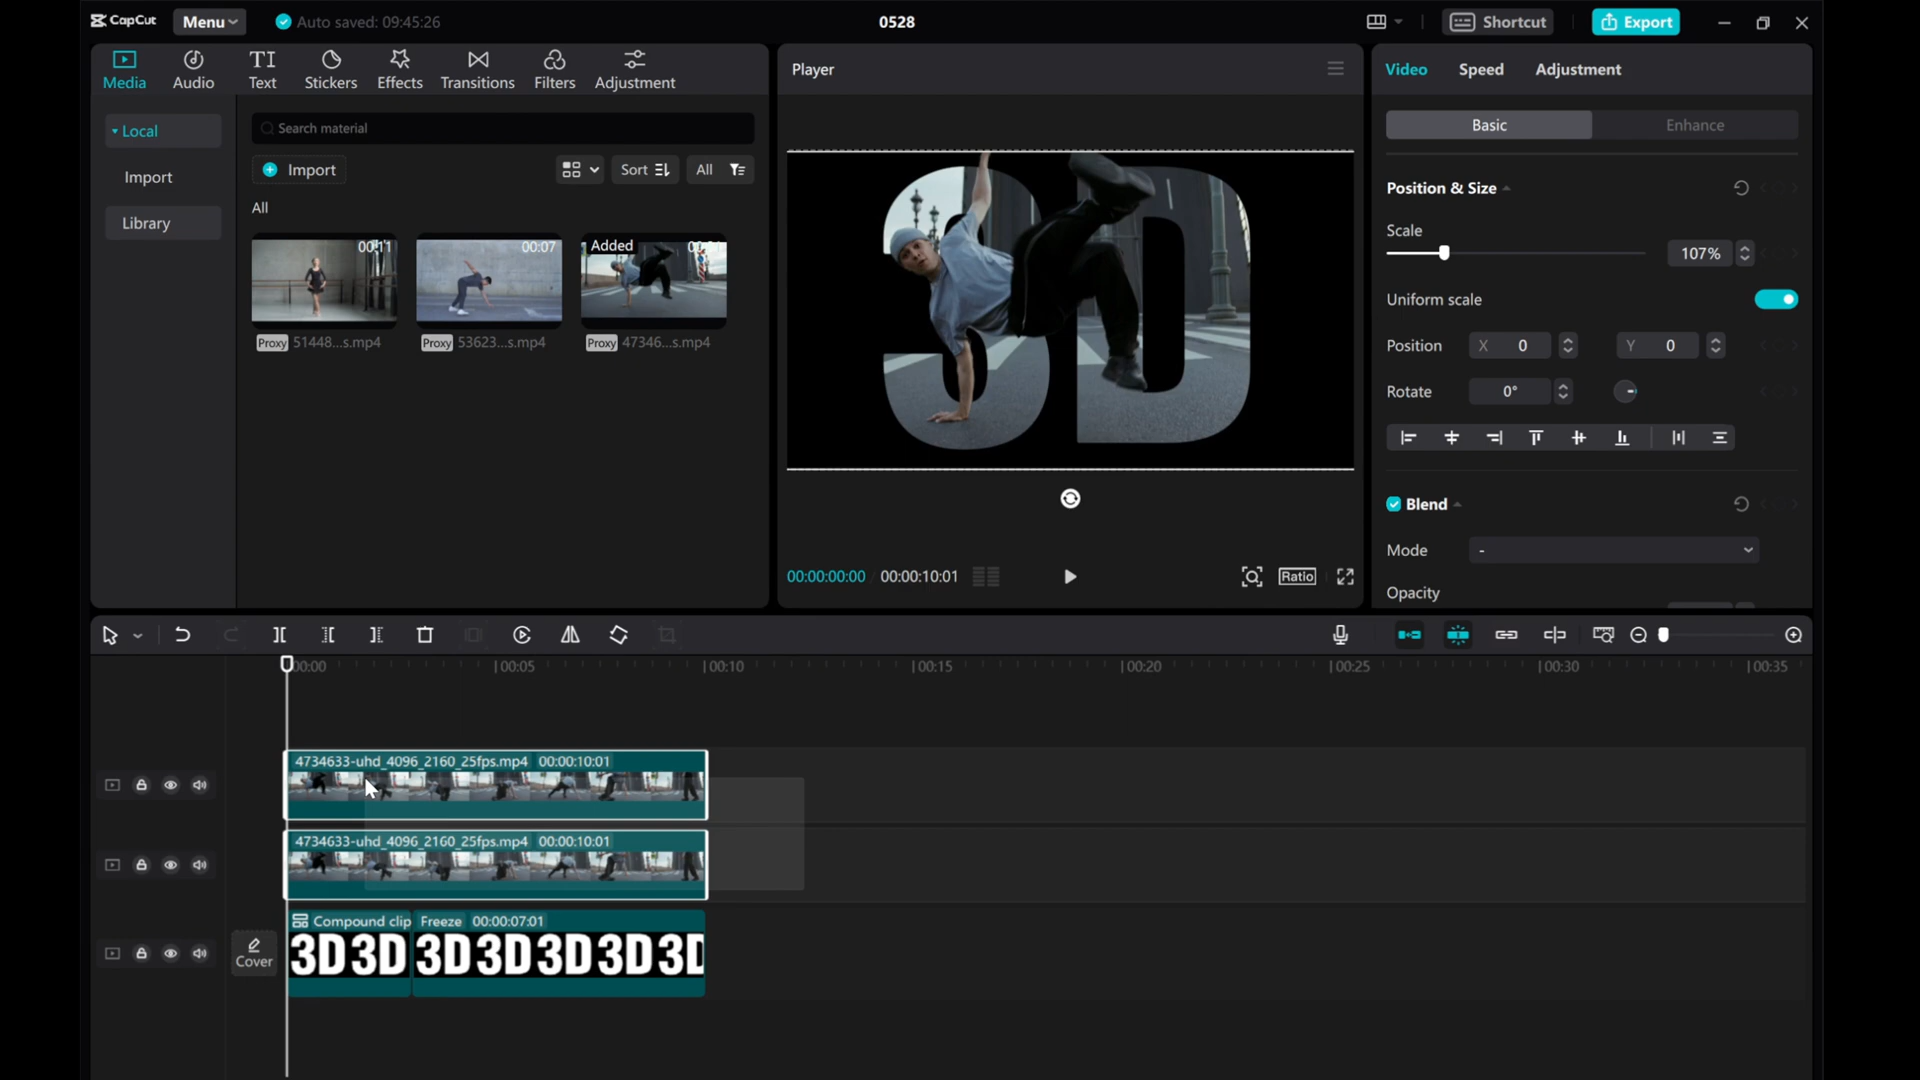 CapCut Menu Auto saved: 09:45:26 0528 Shortcut Export
Media Audio Text Stickers Effects Transitions Filters Adjustment
Player
Video Speed Adjustment
Local
Import
Library
Search material
Import Sort All
All
00:11 00:07 Added
Proxy 51448...s.mp4 Proxy 53623...s.mp4 Proxy 47346...s.mp4
3D
00:00:00:00 00:00:10:01 Ratio
Basic Enhance
Position & Size
Scale
107%
Uniform scale
Position X 0 Y 0
Rotate 0°
Blend
Mode -
Opacity
00:00 00:05 00:10 00:15 00:20 00:25 00:30 00:35
4734633-uhd_4096_2160_25fps.mp4 00:00:10:01
4734633-uhd_4096_2160_25fps.mp4 00:00:10:01
Compound clip Freeze 00:00:07:01
Cover
3D 3D 3D 3D 3D 3D 3D